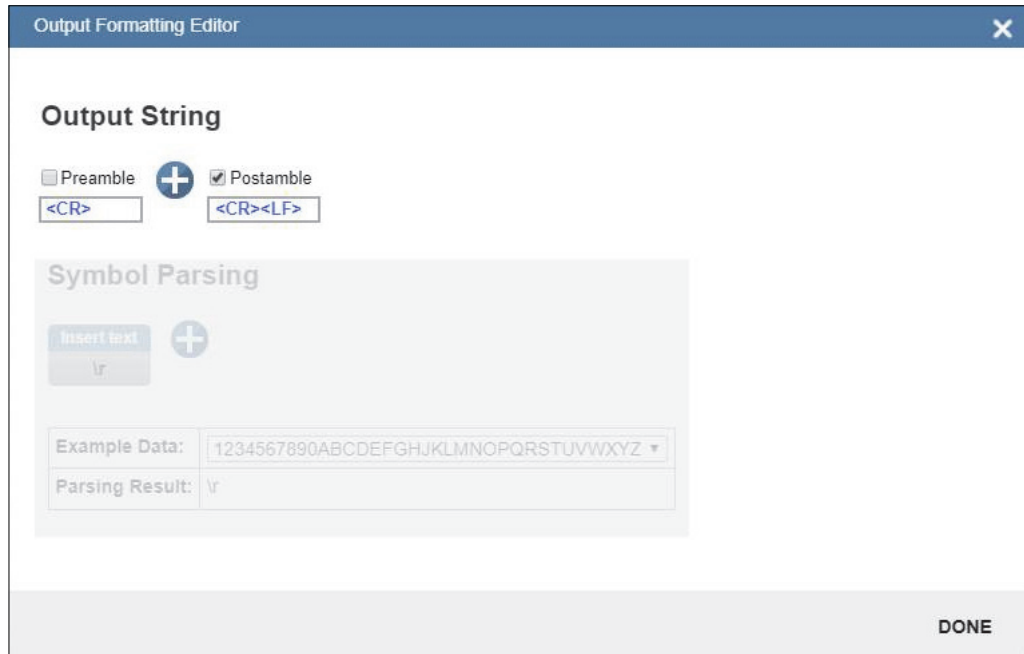 Output Formatting Editor
Output String
Preamble
Postamble
<CR>
<CR><LF>
Symbol Parsing
Insert text
\r
Example Data: 1234567890ABCDEFGHJKLMNOPQRSTUVWXYZ
Parsing Result: \r
DONE